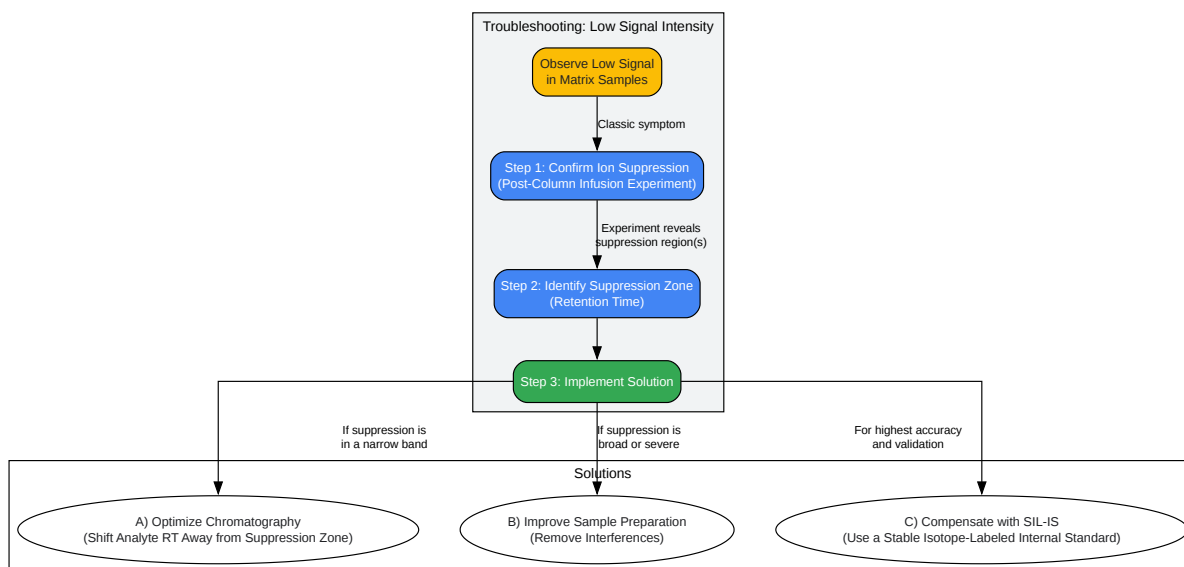 Troubleshooting: Low Signal Intensity
Observe Low Signal
in Matrix Samples
Classic symptom
Step 1: Confirm Ion Suppression
(Post-Column Infusion Experiment)
Experiment reveals
suppression region(s)
Step 2: Identify Suppression Zone
(Retention Time)
Step 3: Implement Solution
If suppression is
in a narrow band
If suppression is
broad or severe
For highest accuracy
and validation
Solutions
A) Optimize Chromatography
(Shift Analyte RT Away from Suppression Zone)
B) Improve Sample Preparation
(Remove Interferences)
C) Compensate with SIL-IS
(Use a Stable Isotope-Labeled Internal Standard)